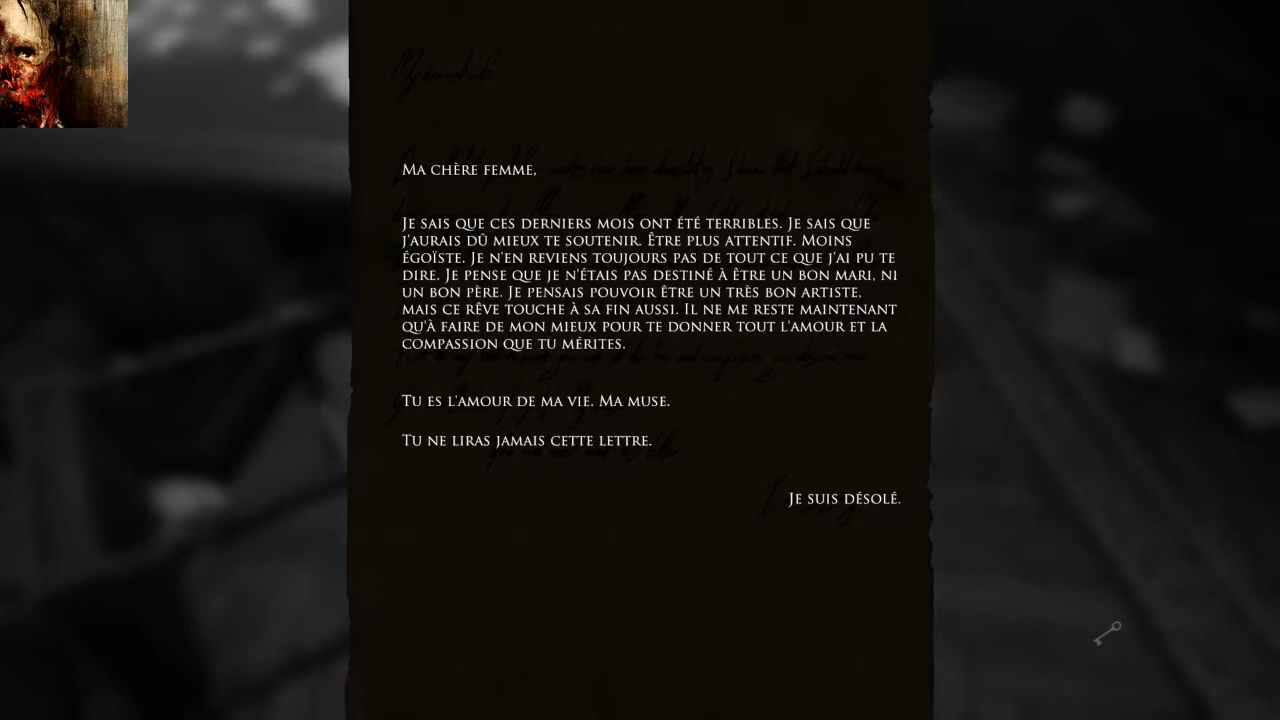 Ma chère femme,
Je sais que ces derniers mois ont été terribles. Je sais que
j'aurais dû mieux te soutenir. Être plus attentif. Moins
égoïste. Je n'en reviens toujours pas de tout ce que j'ai pu te
dire. Je pense que je n'étais pas destiné à être un bon mari, ni
un bon père. Je pensais pouvoir être un très bon artiste,
mais ce rêve touche à sa fin aussi. Il ne me reste maintenant
qu'à faire de mon mieux pour te donner tout l'amour et la
compassion que tu mérites.
Tu es l'amour de ma vie. Ma muse.
Tu ne liras jamais cette lettre.
Je suis désolé.